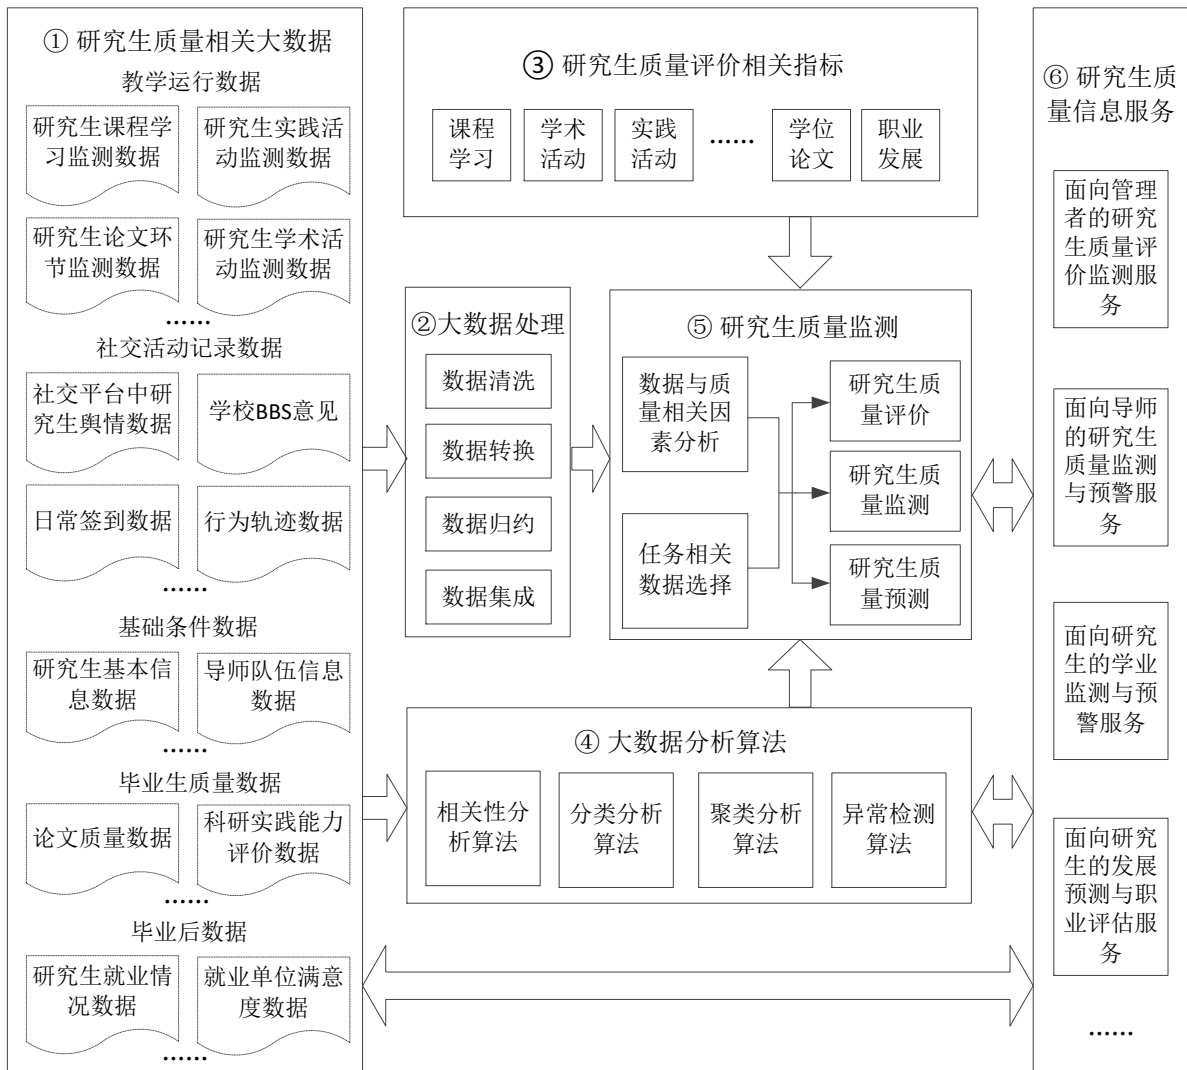 ① 研究生质量相关大数据
教学运行数据
研究生课程学
习监测数据
研究生实践活
动监测数据
研究生论文环
节监测数据
研究生学术活
动监测数据
……
社交活动记录数据
社交平台中研
究生舆情数据
学校BBS意见
日常签到数据
行为轨迹数据
……
基础条件数据
研究生基本信
息数据
导师队伍信息
数据
……
毕业生质量数据
论文质量数据
科研实践能力
评价数据
……
毕业后数据
研究生就业情
况数据
就业单位满意
度数据
……
②大数据处理
数据清洗
数据转换
数据归约
数据集成
③ 研究生质量评价相关指标
课程
学习
学术
活动
实践
活动
……
学位
论文
职业
发展
④ 大数据分析算法
相关性分
析算法
分类分析
算法
聚类分析
算法
异常检测
算法
⑤ 研究生质量监测
数据与质
量相关因
素分析
任务相关
数据选择
研究生质
量评价
研究生质
量监测
研究生质
量预测
⑥ 研究生质
量信息服务
面向管理
者的研究
生质量评
价监测服
务
面向导师
的研究生
质量监测
与预警服
务
面向研究
生的学业
监测与预
警服务
面向研究
生的发展
预测与职
业评估服
务
……